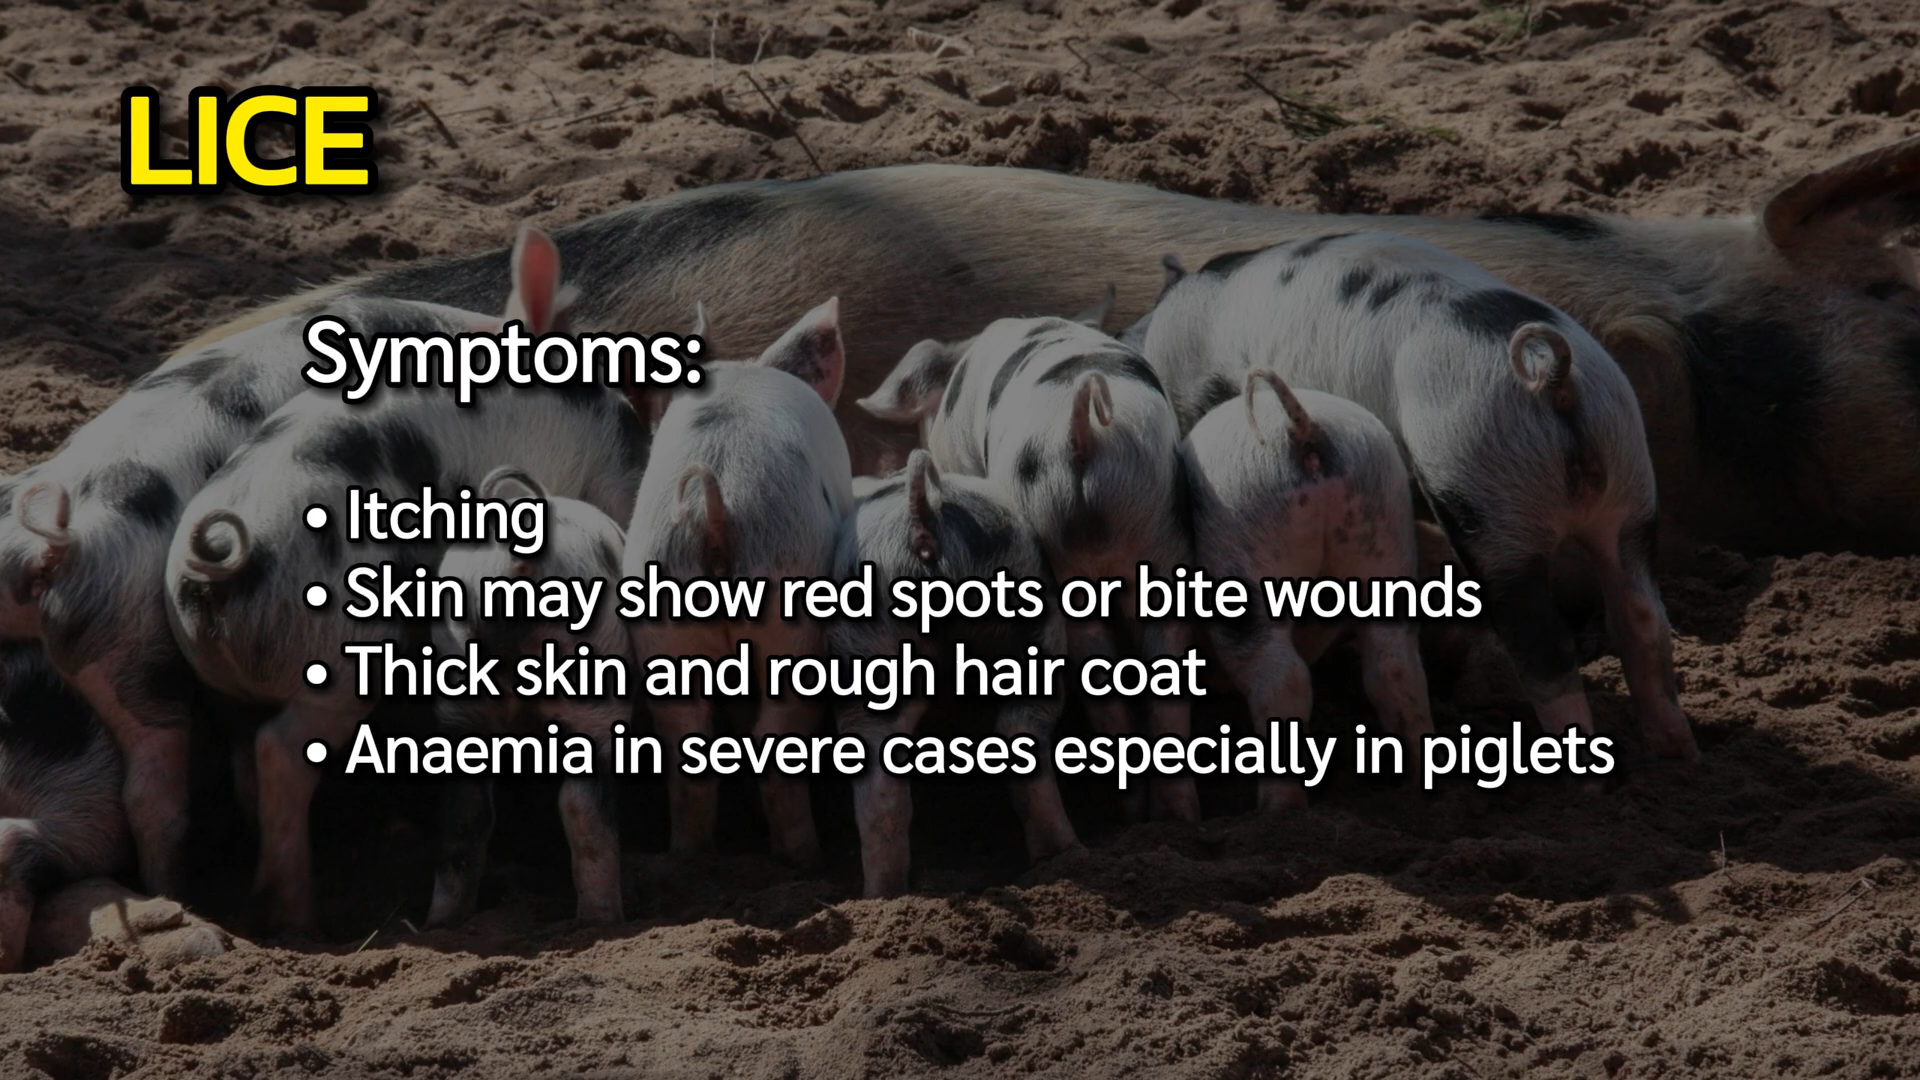 LICE
Symptoms:
• Itching
• Skin may show red spots or bite wounds
• Thick skin and rough hair coat
• Anaemia in severe cases especially in piglets